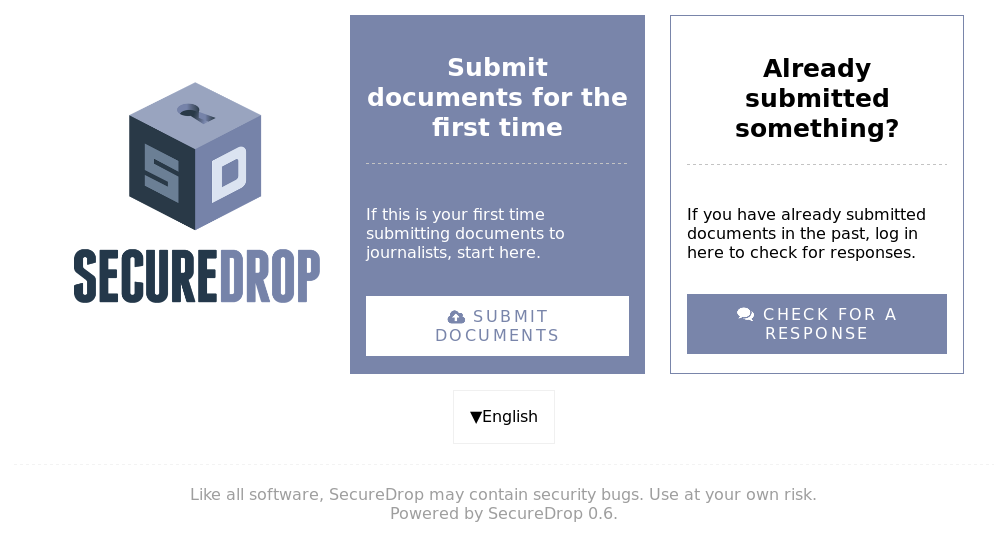 S D
SECUREDROP
Submit
documents for the
first time
If this is your first time
submitting documents to
journalists, start here.
SUBMIT
DOCUMENTS
Already
submitted
something?
If you have already submitted
documents in the past, log in
here to check for responses.
CHECK FOR A
RESPONSE
▼English
Like all software, SecureDrop may contain security bugs. Use at your own risk.
Powered by SecureDrop 0.6.